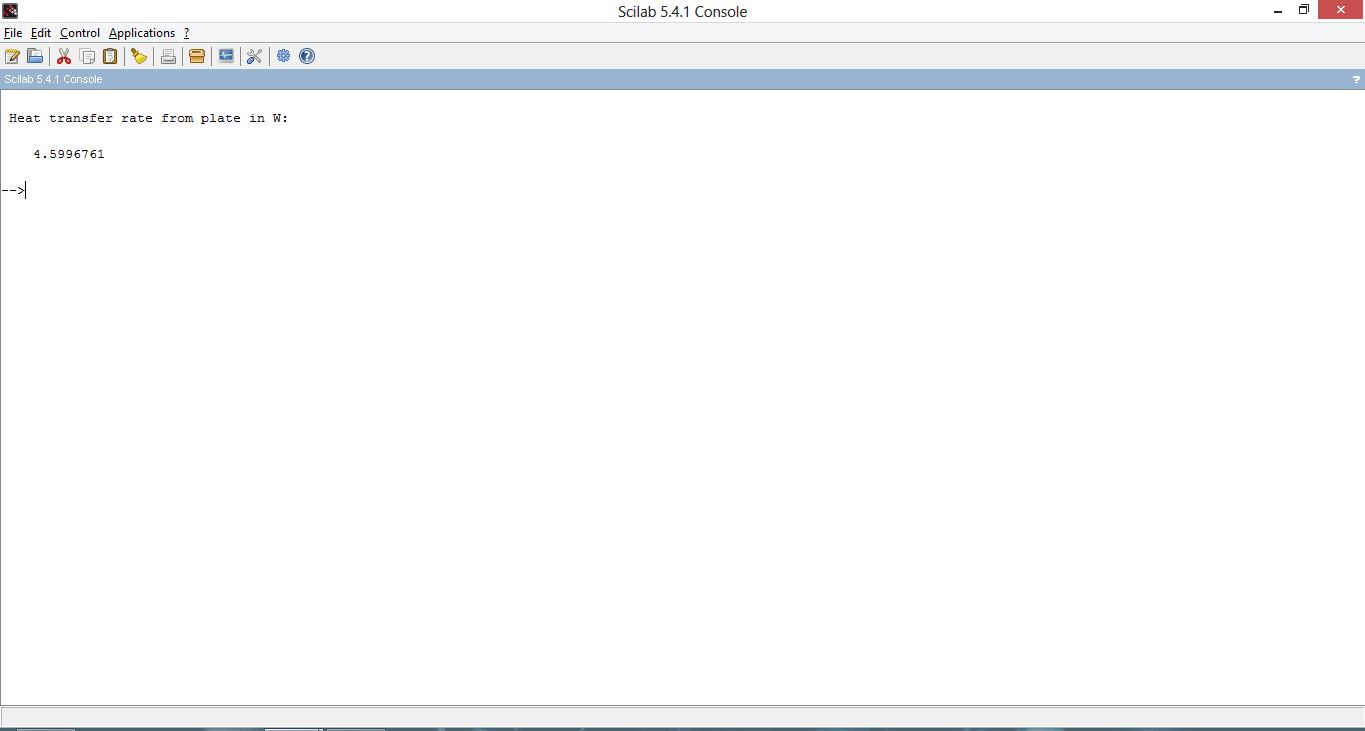 Scilab 5.4.1 Console
File Edit Control Applications ?
Scilab 5.4.1 Console ?
Heat transfer rate from plate in W:
4.5996761
-->